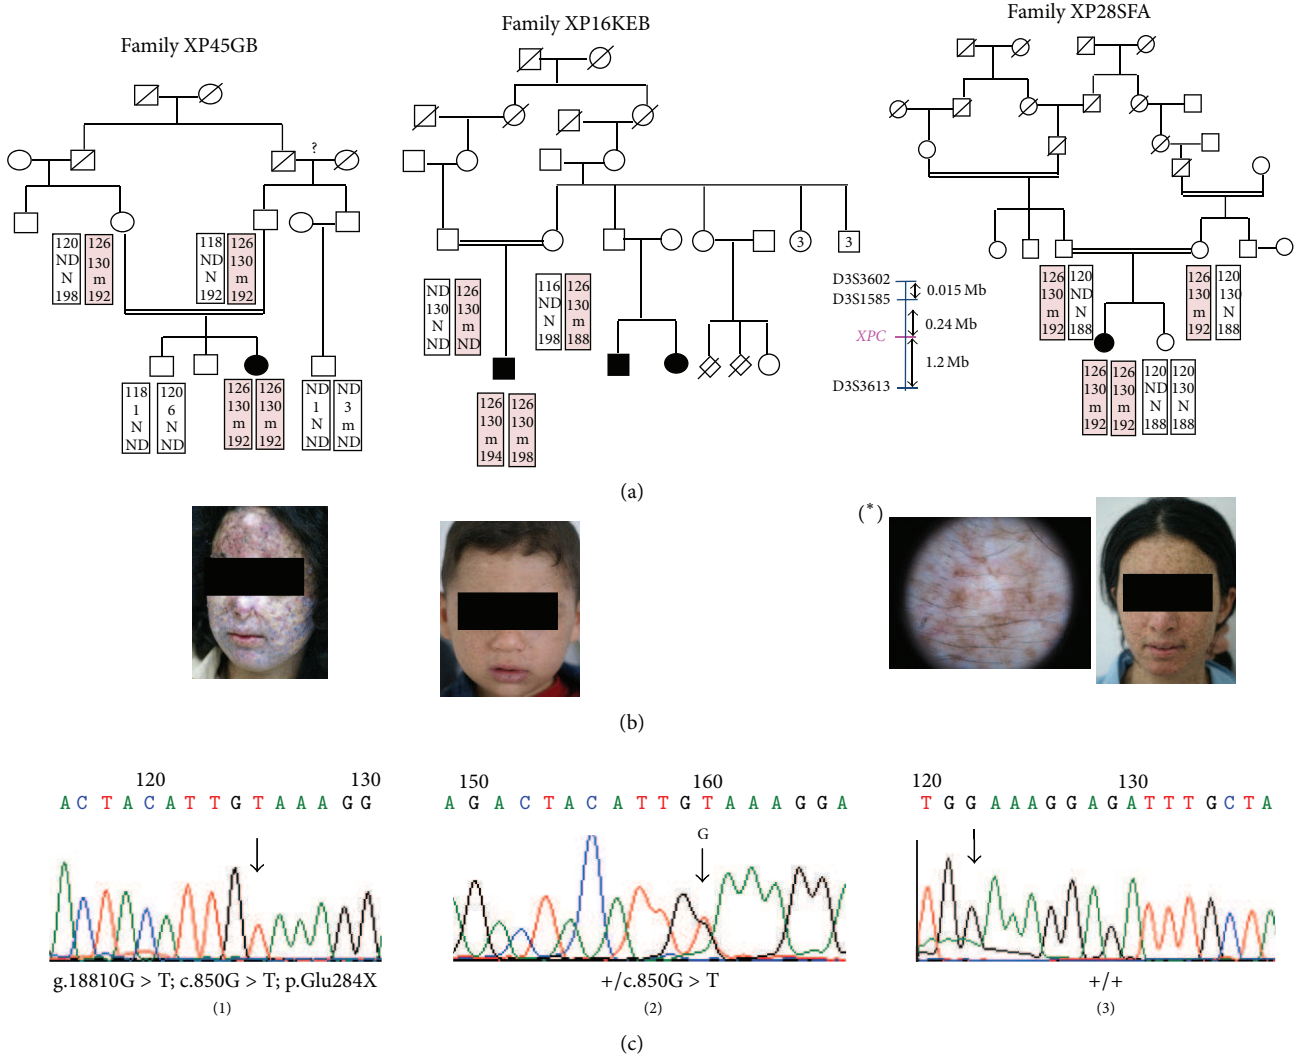 Family XP45GB
Family XP16KEB
Family XP28SFA
?
3
3
120 126
ND 130
N m
198 192
118 126
ND 130
N m
192 192
118 120
1 6
N N
ND ND
126 126
130 130
m m
192 192
ND ND
1 3
N m
ND ND
ND 126
130 130
N m
ND ND
116 126
ND 130
N m
198 188
126 126
130 130
m m
194 198
D3S3602
D3S1585
XPC
D3S3613
0.015 Mb
0.24 Mb
1.2 Mb
126 120
130 ND
m N
192 188
126 120
130 130
m N
192 188
126 126
130 130
m m
192 192
120 120
ND 130
N N
188 188
(a)
(*)
(b)
120 130
A C T A C A T T G T A A A G G
g.18810G > T; c.850G > T; p.Glu284X
(1)
150 160
A G A C T A C A T T G T A A A G G A
G
+/c.850G > T
(2)
120 130
T G G A A A G G A G A T T T G C T A
+/+
(3)
(c)